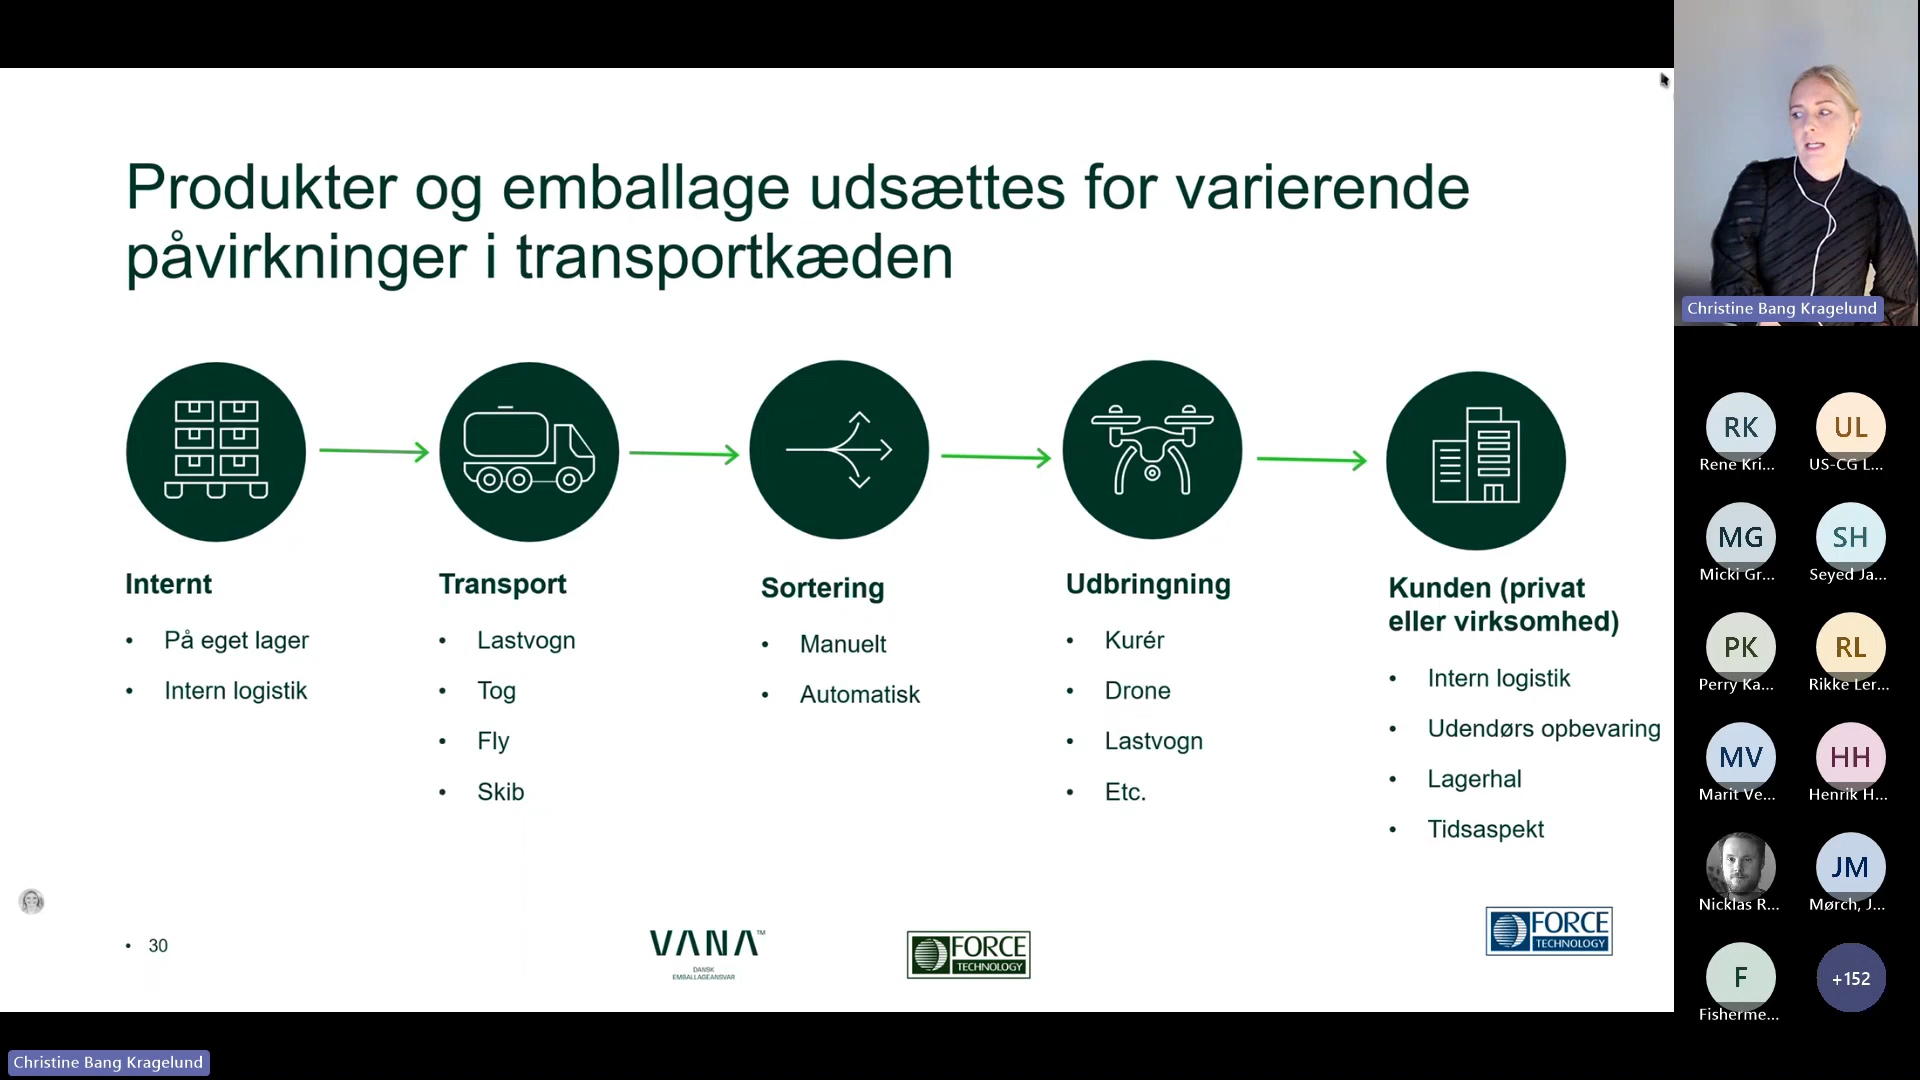 Produkter og emballage udsættes for varierende
påvirkninger i transportkæden
Internt
• På eget lager
• Intern logistik
Transport
• Lastvogn
• Tog
• Fly
• Skib
Sortering
• Manuelt
• Automatisk
Udbringning
• Kurér
• Drone
• Lastvogn
• Etc.
Kunden (privat
eller virksomhed)
• Intern logistik
• Udendørs opbevaring
• Lagerhal
• Tidsaspekt
• 30
VANA™
DANSK
EMBALLAGEANSVAR
FORCE
TECHNOLOGY
FORCE
TECHNOLOGY
Christine Bang Kragelund
RK
Rene Kri...
UL
US-CG L...
MG
Micki Gr...
SH
Seyed Ja...
PK
Perry Ka...
RL
Rikke Ler...
MV
Marit Ve...
HH
Henrik H...
Nicklas R...
JM
Mørch, J...
F
Fisherme...
+152
Christine Bang Kragelund